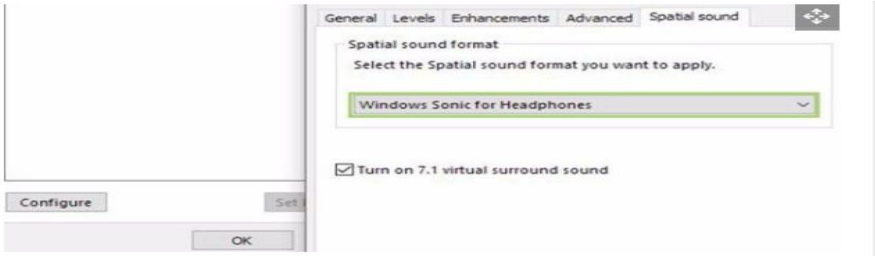 General Levels Enhancements Advanced Spatial sound
Spatial sound format
Select the Spatial sound format you want to apply.
Windows Sonic for Headphones
Turn on 7.1 virtual surround sound
Configure
Set
OK